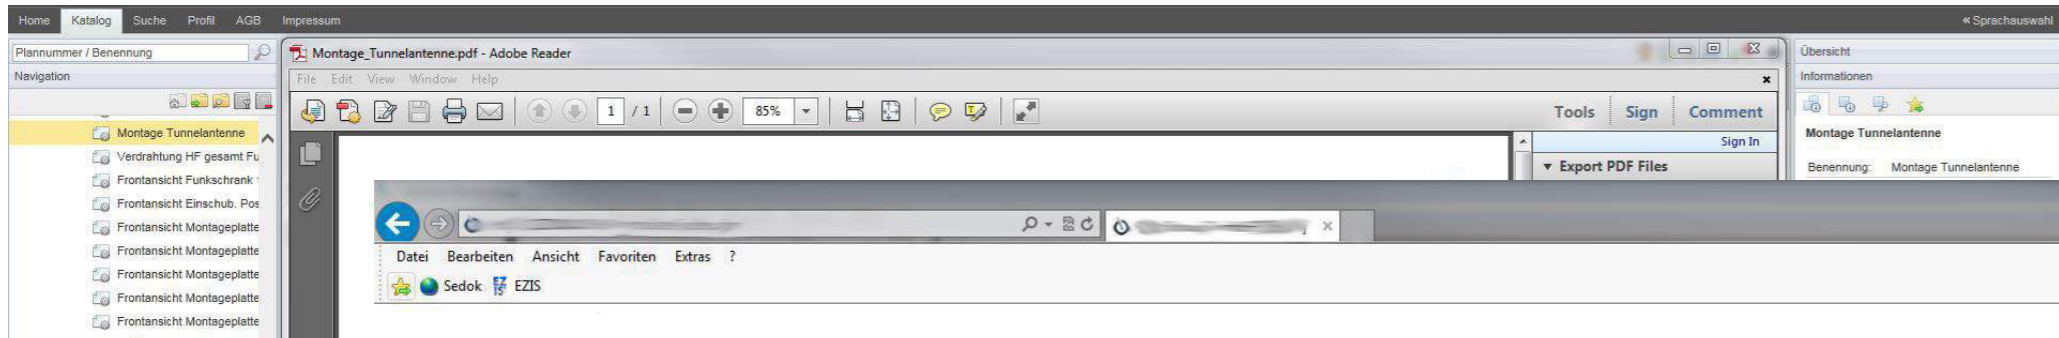 Home Katalog Suche Profil AGB Impressum « Sprachauswahl
Plannummer / Benennung
Navigation
Montage Tunnelantenne
Verdrahtung HF gesamt Fu
Frontansicht Funkschrank
Frontansicht Einschub. Pos
Frontansicht Montageplatte
Frontansicht Montageplatte
Frontansicht Montageplatte
Frontansicht Montageplatte
Frontansicht Montageplatte
Montage_Tunnelantenne.pdf - Adobe Reader
File Edit View Window Help
1 / 1 85% Tools Sign Comment
Sign In
Export PDF Files
Datei Bearbeiten Ansicht Favoriten Extras ?
Sedok EZIS
Übersicht
Informationen
Montage Tunnelantenne
Benennung: Montage Tunnelantenne